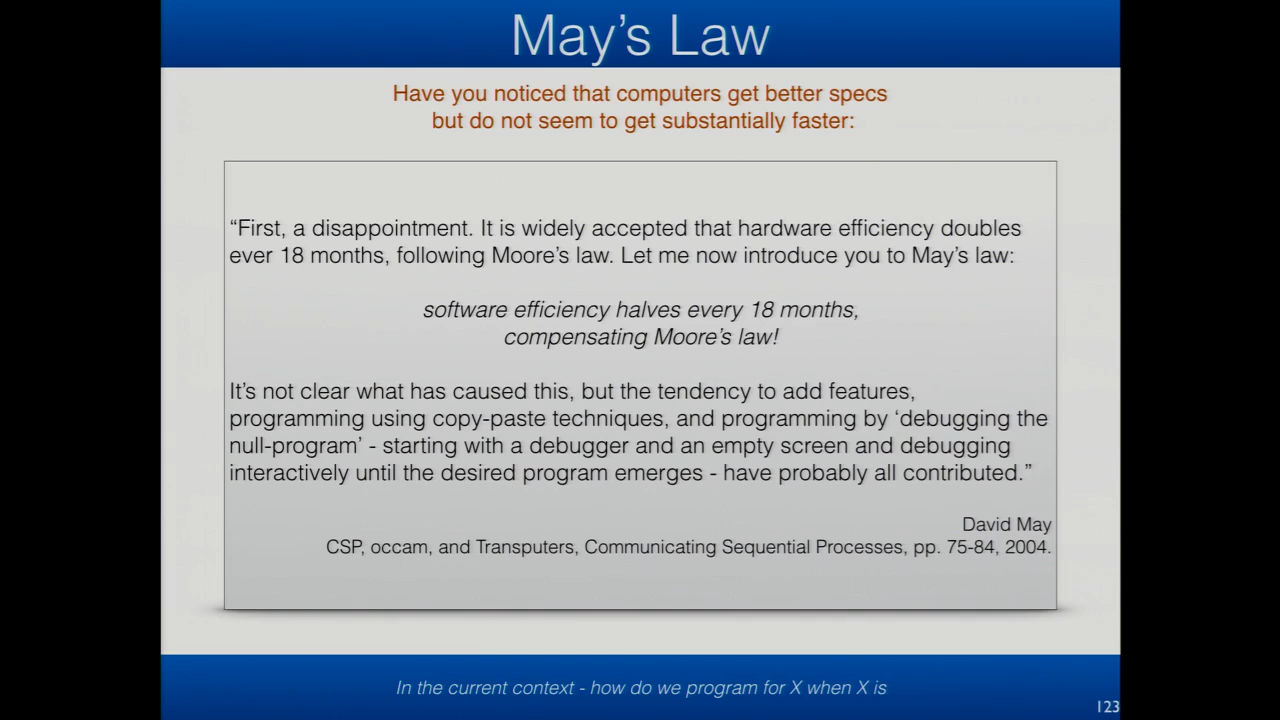 May's Law
Have you noticed that computers get better specs
but do not seem to get substantially faster:
“First, a disappointment. It is widely accepted that hardware efficiency doubles
ever 18 months, following Moore's law. Let me now introduce you to May's law:
software efficiency halves every 18 months,
compensating Moore's law!
It's not clear what has caused this, but the tendency to add features,
programming using copy-paste techniques, and programming by ‘debugging the
null-program’ - starting with a debugger and an empty screen and debugging
interactively until the desired program emerges - have probably all contributed.”
David May
CSP, occam, and Transputers, Communicating Sequential Processes, pp. 75-84, 2004.
In the current context - how do we program for X when X is
123